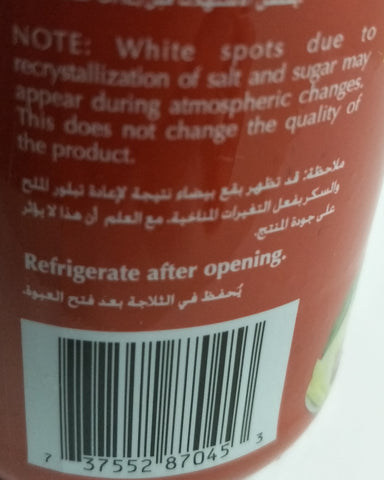 NOTE: White spots due to
recrystallization of salt and sugar may
appear during atmospheric changes.
This does not change the quality of
the product.
ملاحظة: قد تظهر بقع بيضاء نتيجة لإعادة تبلور الملح
والسكر بفعل التغيرات المناخية. مع العلم أن هذا لا يؤثر
على جودة المنتج.
Refrigerate after opening.
يُحفظ في الثلاجة بعد فتح العبوة.
7 37552 87045 3